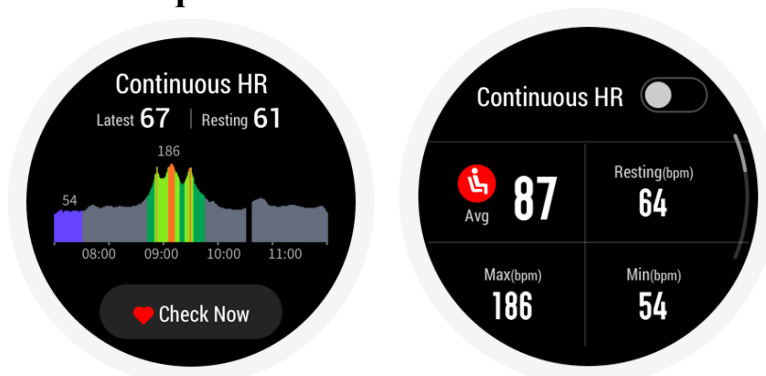 Continuous HR
Latest 67 | Resting 61
186
54
08:00 09:00 10:00 11:00
Check Now
Continuous HR
Avg 87
Resting(bpm)
64
Max(bpm)
186
Min(bpm)
54